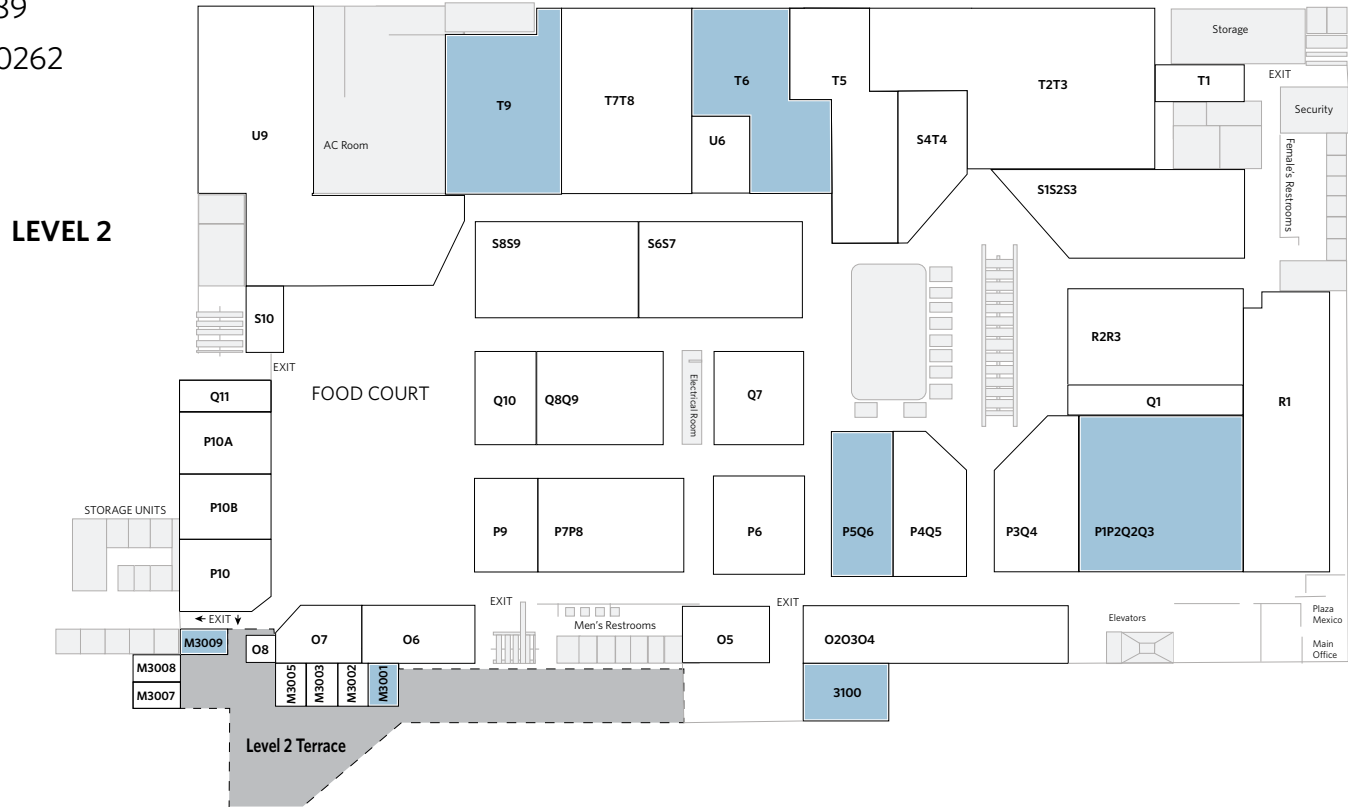 39
0262
LEVEL 2
U9
AC Room
T9
T7T8
T6
U6
T5
S4T4
T2T3
T1
Storage
EXIT
Security
Female's Restrooms
S1S2S3
S8S9
S6S7
S10
EXIT
FOOD COURT
Q11
P10A
P10B
P10
Q10
Q8Q9
Electrical Room
Q7
R2R3
Q1
R1
STORAGE UNITS
P9
P7P8
P6
P5Q6
P4Q5
P3Q4
P1P2Q2Q3
EXIT
M3009
M3008
M3007
O8
O7
O6
M3005
M3003
M3002
M3001
EXIT
Men's Restrooms
O5
EXIT
O2O3O4
3100
Elevators
Plaza
Mexico
Main
Office
Level 2 Terrace